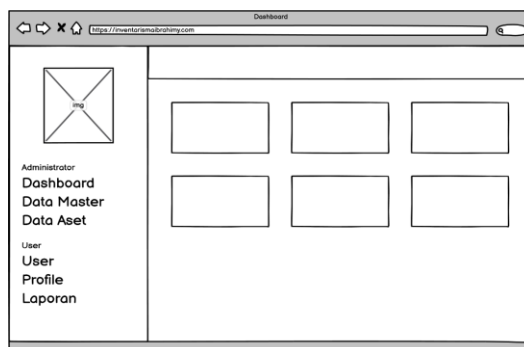 Dashboard
https://inventarismaibrahimy.com
img
Administrator
Dashboard
Data Master
Data Aset
User
User
Profile
Laporan